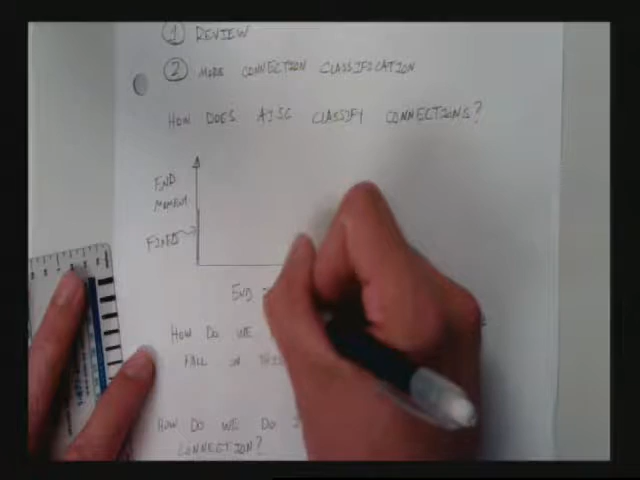 ① REVIEW
② MORE CONNECTION CLASSIFICATION
HOW DOES AISC CLASSIFY CONNECTIONS?
END
MOMENT
FIXED
END
HOW DO WE
FALL IN THIS
HOW DO WE DO
CONNECTION?